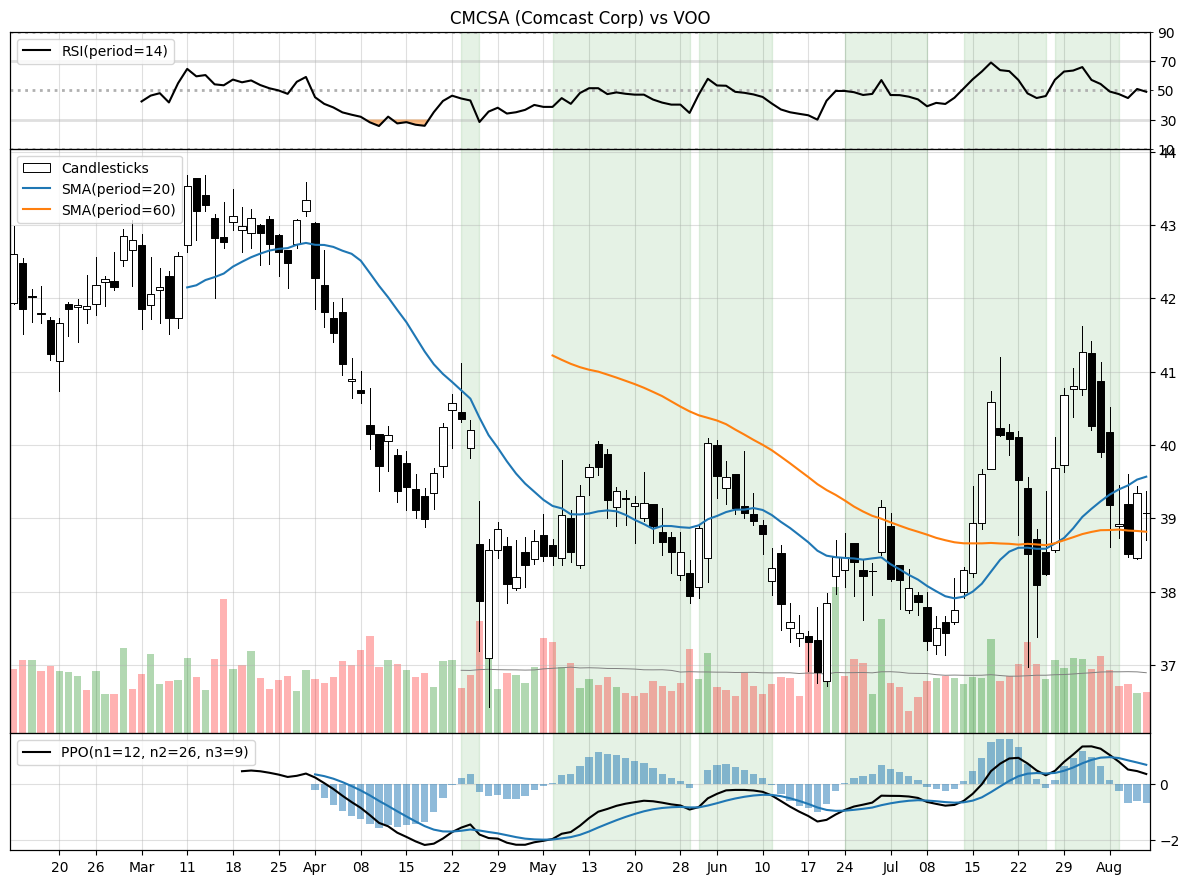 CMCSA (Comcast Corp) vs VOO
RSI(period=14)
90
70
50
30
10
Candlesticks
SMA(period=20)
SMA(period=60)
44
43
42
41
40
39
38
37
PPO(n1=12, n2=26, n3=9)
0
−2
20 26 Mar 11 18 25 Apr 08 15 22 29 May 13 20 28 Jun 10 17 24 Jul 08 15 22 29 Aug